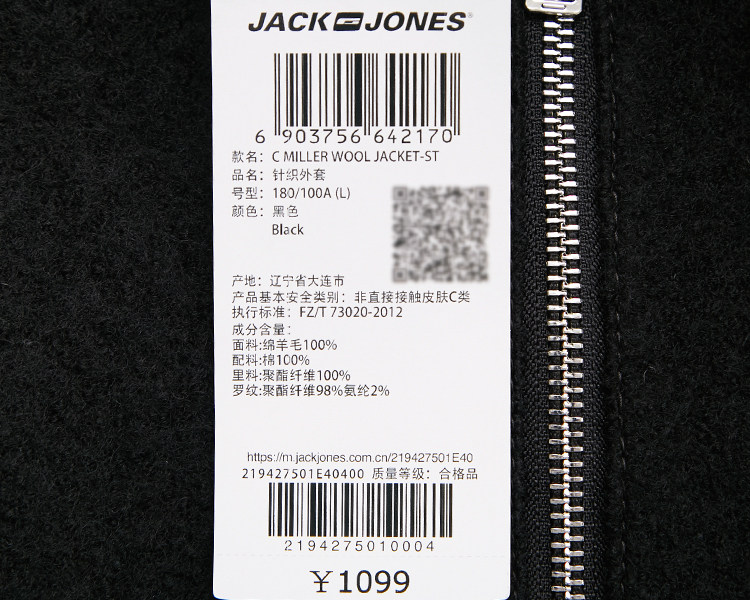 JACK JONES®
6 903756 642170
款名: C MILLER WOOL JACKET-ST
品名: 针织外套
号型: 180/100A (L)
颜色: 黑色
Black
产地: 辽宁省大连市
产品基本安全类别: 非直接接触皮肤C类
执行标准: FZ/T 73020-2012
成分含量:
面料:绵羊毛100%
配料:棉100%
里料:聚酯纤维100%
罗纹:聚酯纤维98%氨纶2%
https://m.jackjones.com.cn/219427501E40
219427501E40400 质量等级: 合格品
2194275010004
¥1099